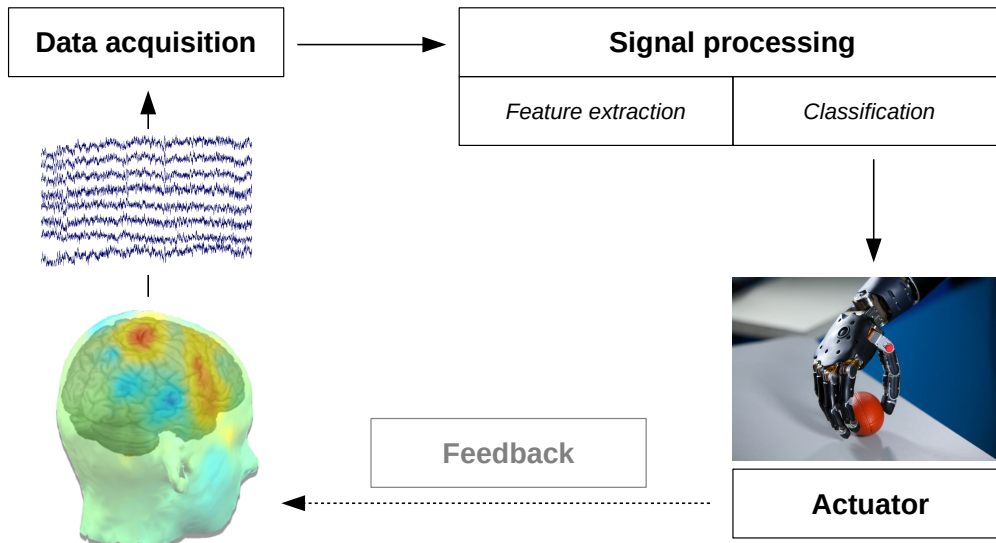 Data acquisition
Signal processing
Feature extraction
Classification
Feedback
Actuator